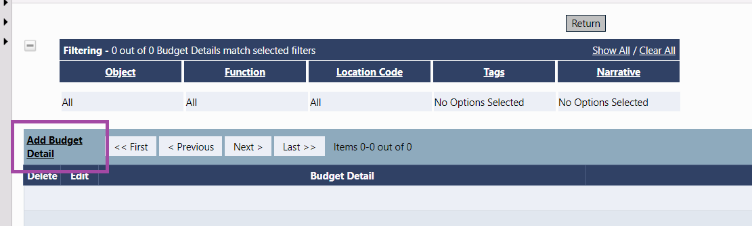 Return
Filtering - 0 out of 0 Budget Details match selected filters Show All / Clear All
Object Function Location Code Tags Narrative
All All All No Options Selected No Options Selected
Add Budget
Detail
<< First < Previous Next > Last >> Items 0-0 out of 0
Delete Edit Budget Detail